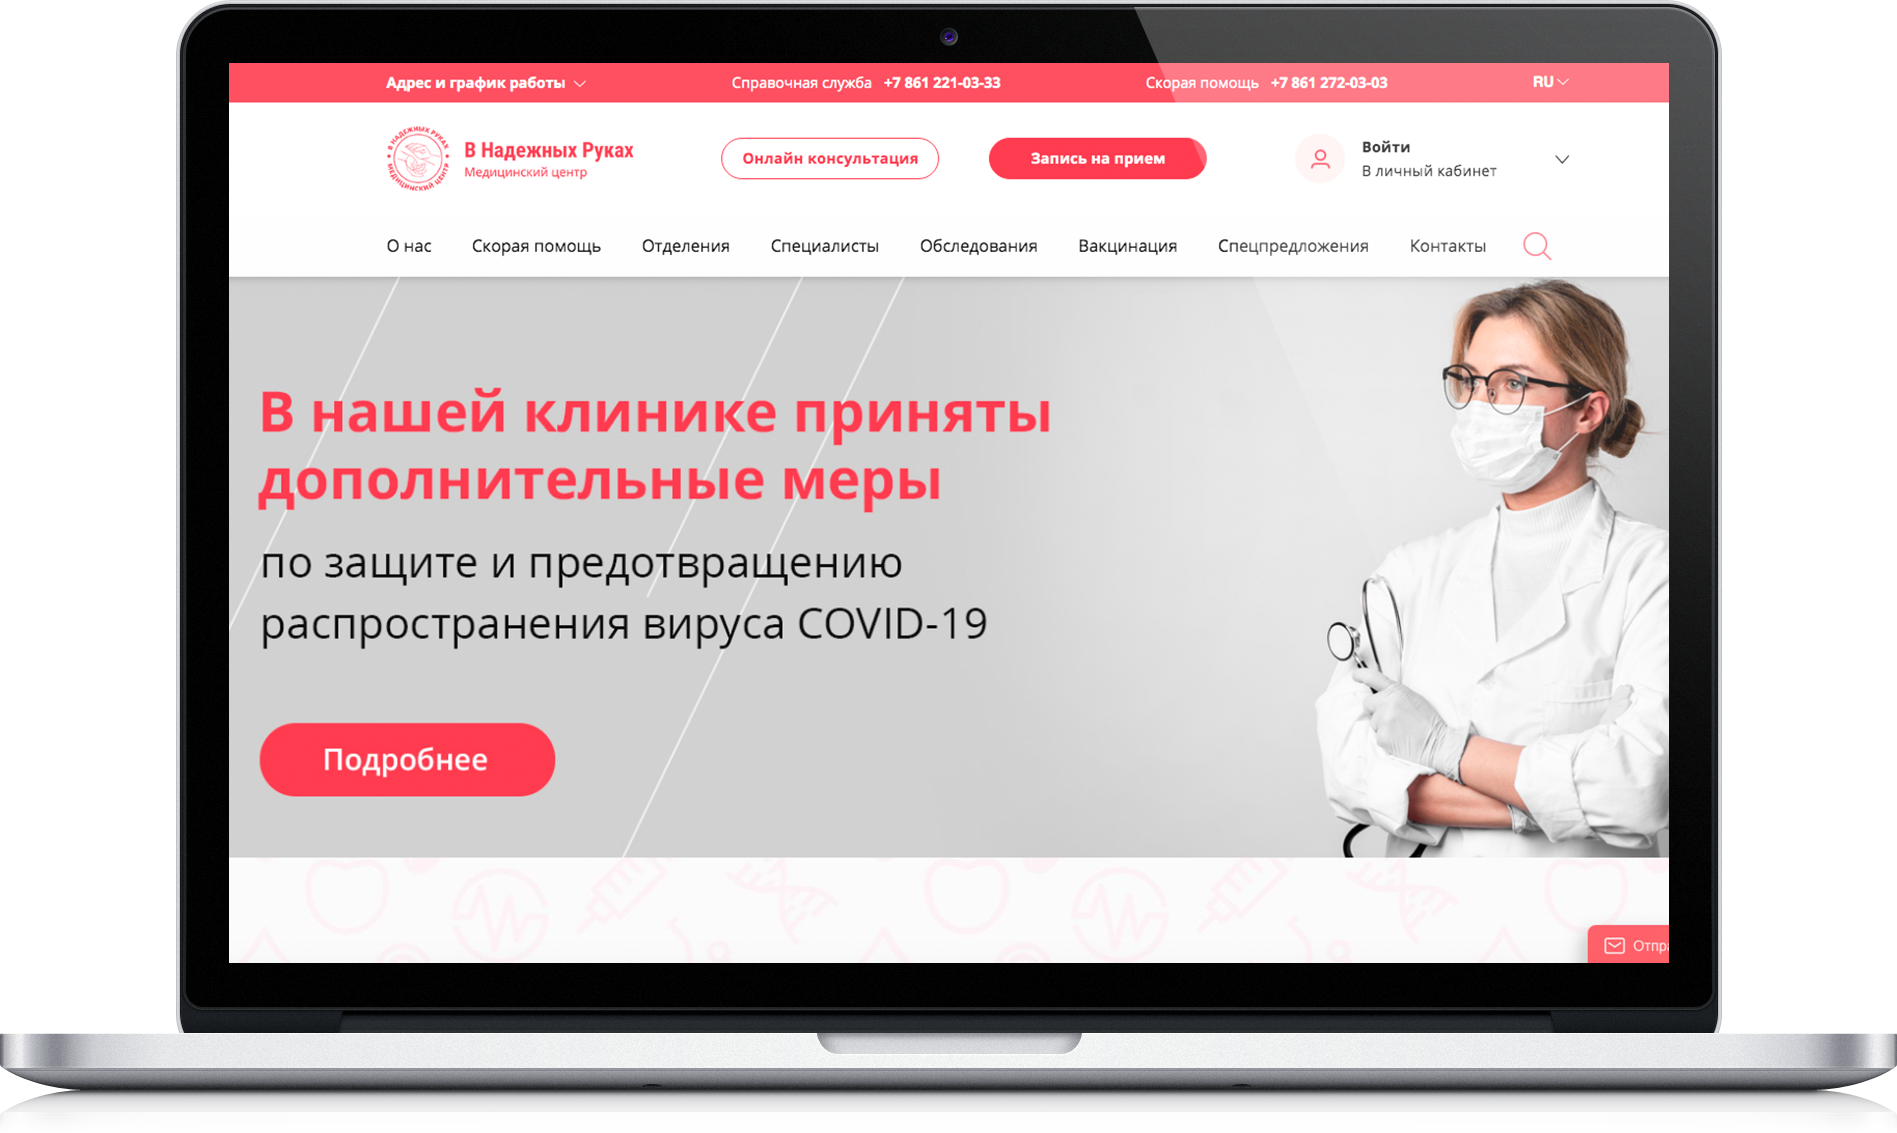 Адрес и график работы
Справочная служба +7 861 221-03-33
Скорая помощь +7 861 272-03-03
RU
В НАДЕЖНЫХ РУКАХ
МЕДИЦИНСКИЙ ЦЕНТР
В Надежных Руках
Медицинский центр
Онлайн консультация
Запись на прием
Войти
В личный кабинет
О нас
Скорая помощь
Отделения
Специалисты
Обследования
Вакцинация
Спецпредложения
Контакты
В нашей клинике приняты
дополнительные меры
по защите и предотвращению
распространения вируса COVID-19
Подробнее